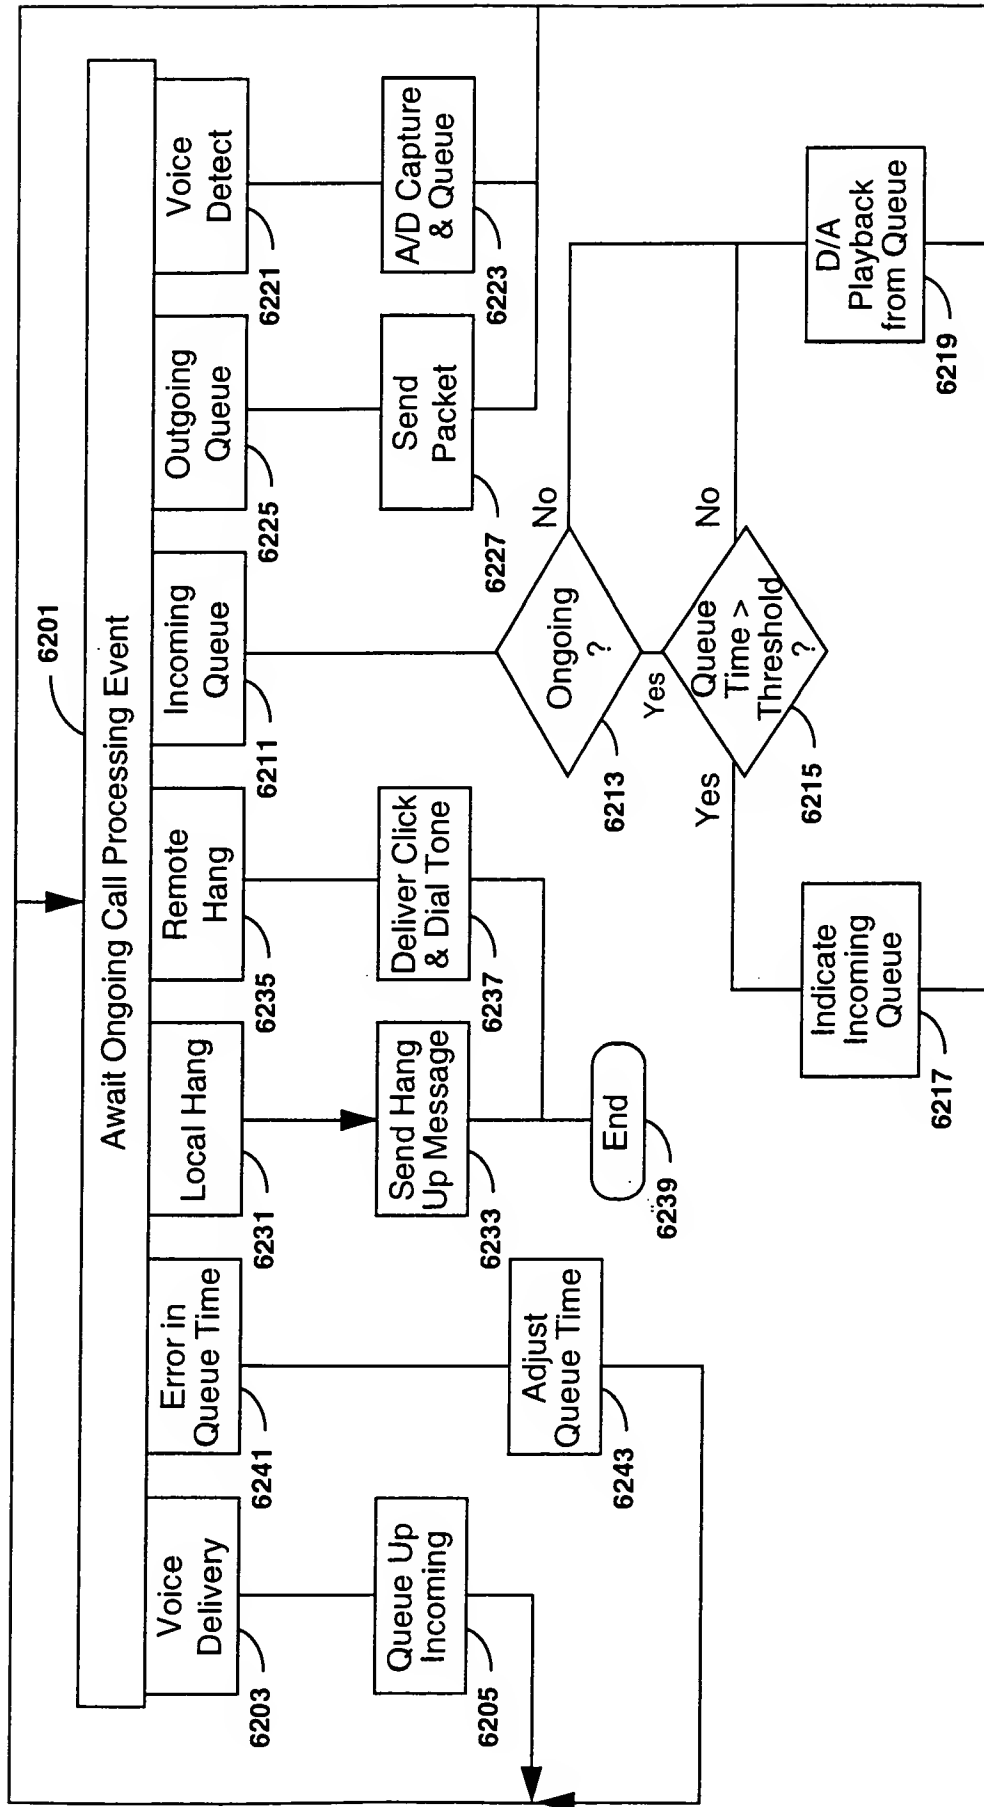 6201
Await Ongoing Call Processing Event
Voice
Delivery
6203
Error in
Queue Time
6241
Local Hang
6231
Remote
Hang
6235
Incoming
Queue
6211
Outgoing
Queue
6225
Voice
Detect
6221
Queue Up
Incoming
6205
Send Hang
Up Message
6233
Deliver Click
& Dial Tone
6237
Send
Packet
6227
A/D Capture
& Queue
6223
Adjust
Queue Time
6243
End
6239
Ongoing
?
6213
No
Yes
Queue
Time >
Threshold
?
6215
Yes
No
Indicate
Incoming
Queue
6217
D/A
Playback
from Queue
6219